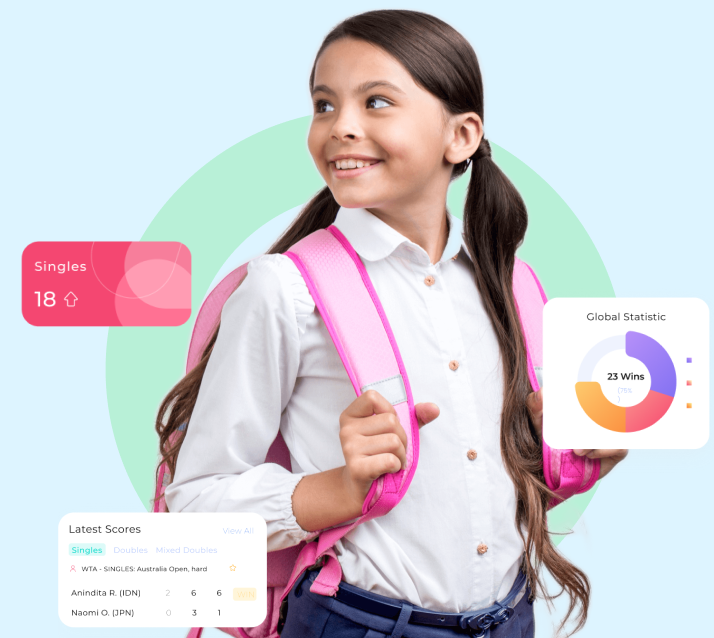 Singles
18
Global Statistic
23 Wins
Latest Scores
View All
Singles Doubles Mixed Doubles
WTA - SINGLES: Australia Open, hard
Anindita R. (IDN) 2 6 6
Naomi O. (JPN) 0 3 1